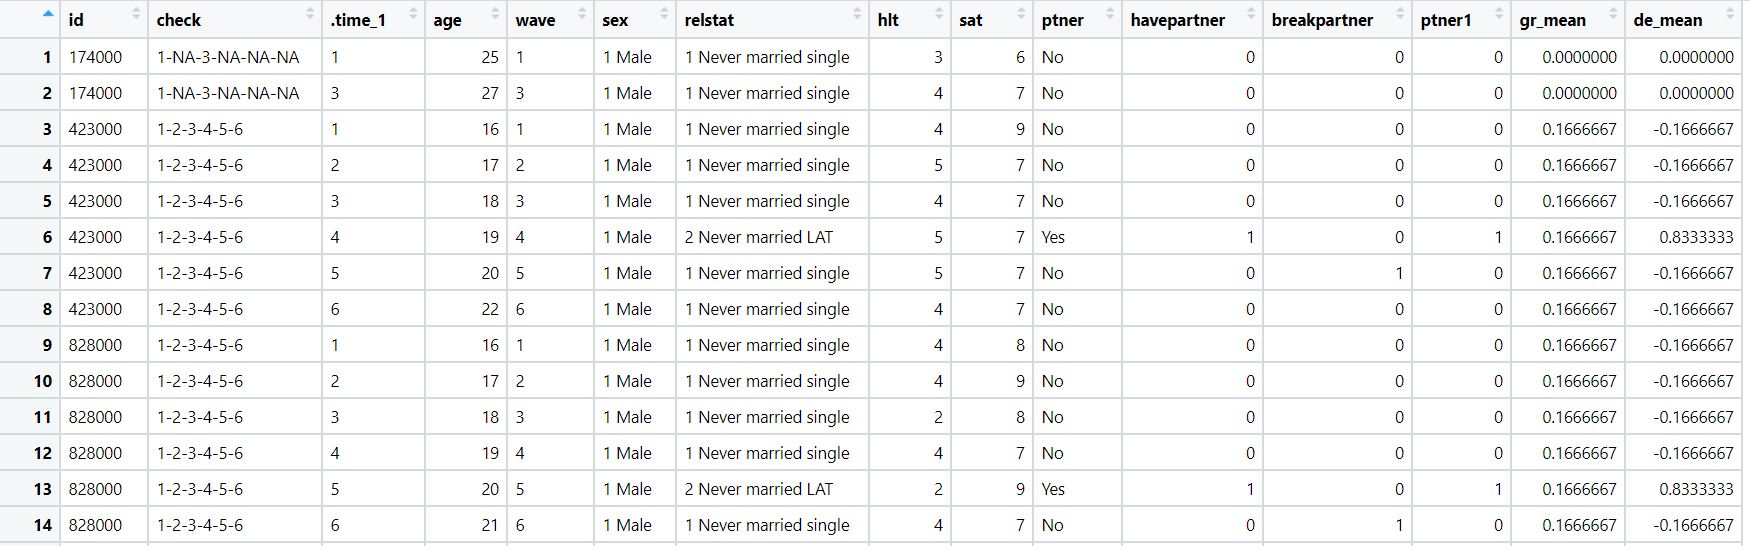 id check .time_1 age wave sex relstat hlt sat ptner havepartner breakpartner ptner1 gr_mean de_mean
1 174000 1-NA-3-NA-NA-NA 1 25 1 1 Male 1 Never married single 3 6 No 0 0 0 0.0000000 0.0000000
2 174000 1-NA-3-NA-NA-NA 3 27 3 1 Male 1 Never married single 4 7 No 0 0 0 0.0000000 0.0000000
3 423000 1-2-3-4-5-6 1 16 1 1 Male 1 Never married single 4 9 No 0 0 0 0.1666667 -0.1666667
4 423000 1-2-3-4-5-6 2 17 2 1 Male 1 Never married single 5 7 No 0 0 0 0.1666667 -0.1666667
5 423000 1-2-3-4-5-6 3 18 3 1 Male 1 Never married single 4 7 No 0 0 0 0.1666667 -0.1666667
6 423000 1-2-3-4-5-6 4 19 4 1 Male 2 Never married LAT 5 7 Yes 1 0 1 0.1666667 0.8333333
7 423000 1-2-3-4-5-6 5 20 5 1 Male 1 Never married single 5 7 No 0 1 0 0.1666667 -0.1666667
8 423000 1-2-3-4-5-6 6 22 6 1 Male 1 Never married single 4 7 No 0 0 0 0.1666667 -0.1666667
9 828000 1-2-3-4-5-6 1 16 1 1 Male 1 Never married single 4 8 No 0 0 0 0.1666667 -0.1666667
10 828000 1-2-3-4-5-6 2 17 2 1 Male 1 Never married single 4 9 No 0 0 0 0.1666667 -0.1666667
11 828000 1-2-3-4-5-6 3 18 3 1 Male 1 Never married single 2 8 No 0 0 0 0.1666667 -0.1666667
12 828000 1-2-3-4-5-6 4 19 4 1 Male 1 Never married single 4 7 No 0 0 0 0.1666667 -0.1666667
13 828000 1-2-3-4-5-6 5 20 5 1 Male 2 Never married LAT 2 9 Yes 1 0 1 0.1666667 0.8333333
14 828000 1-2-3-4-5-6 6 21 6 1 Male 1 Never married single 4 7 No 0 1 0 0.1666667 -0.1666667